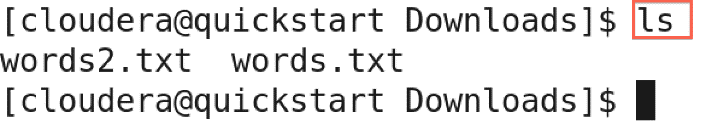 [cloudera@quickstart Downloads]$ ls
words2.txt  words.txt
[cloudera@quickstart Downloads]$